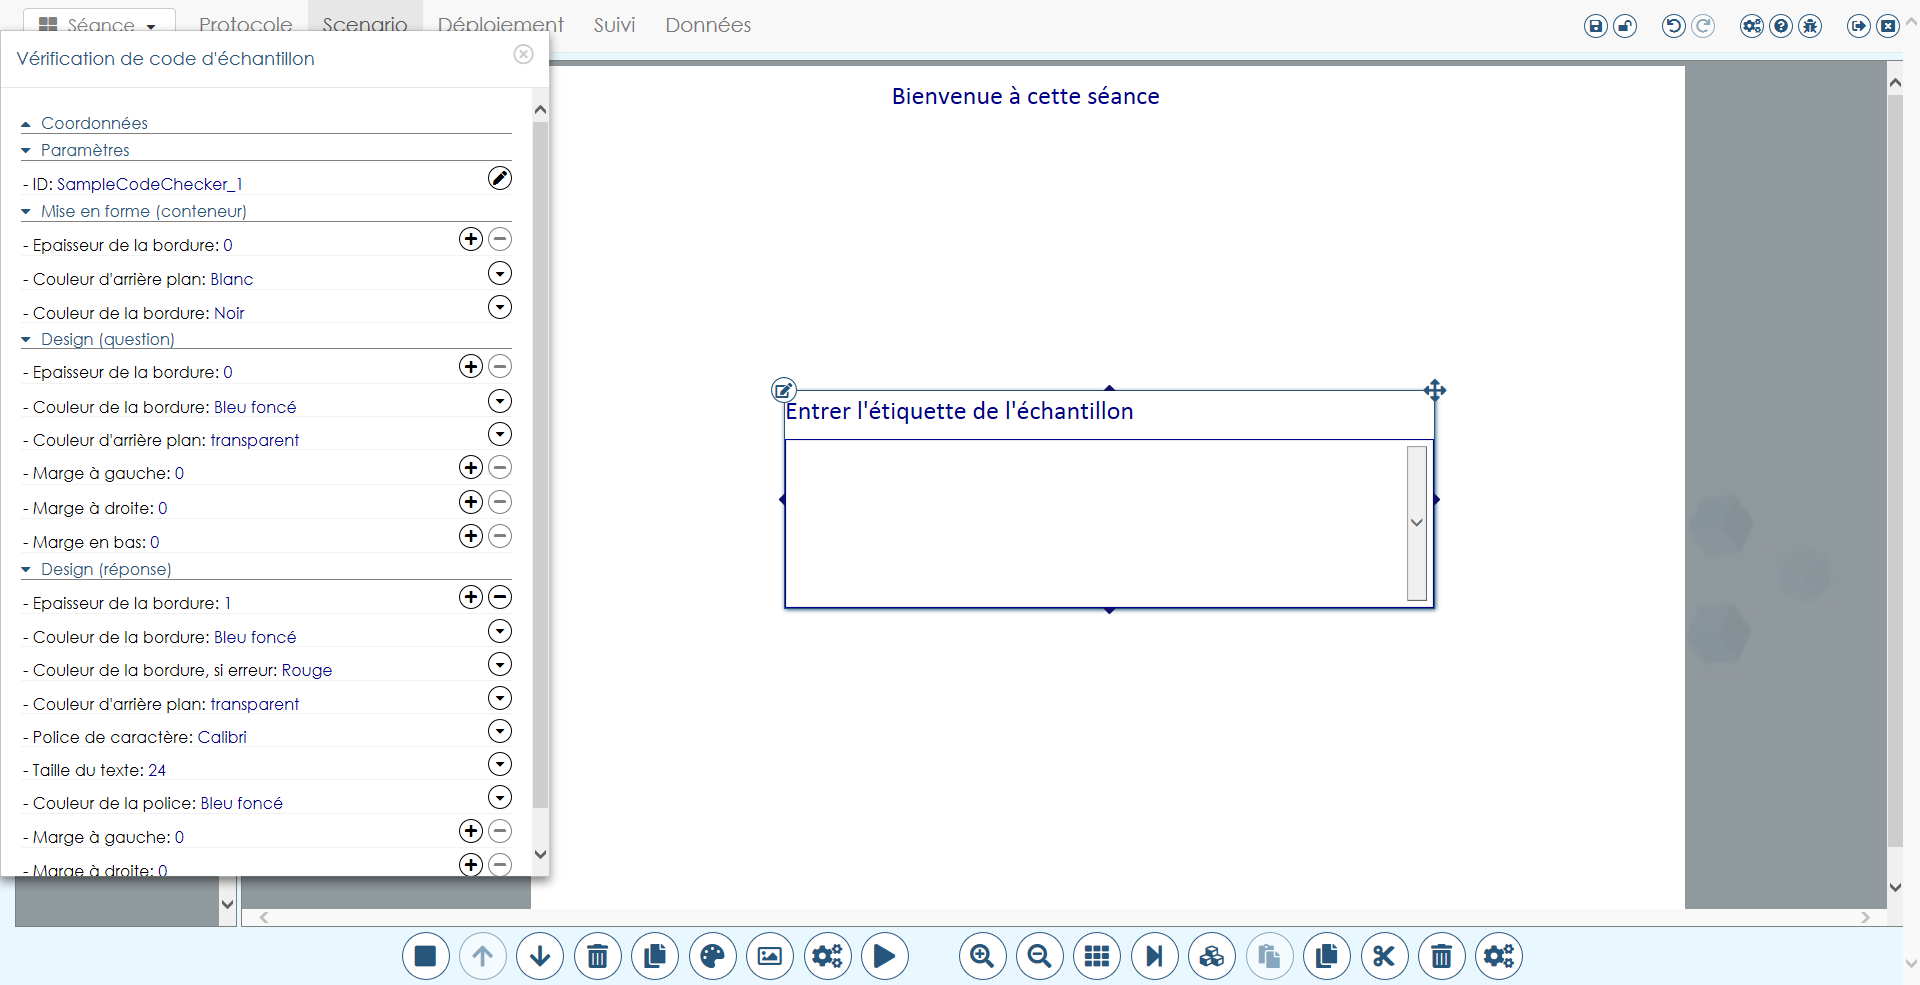 Séance
Protocole
Scenario
Déploiement
Suivi
Données
Vérification de code d'échantillon
Coordonnées
Paramètres
- ID: SampleCodeChecker_1
Mise en forme (conteneur)
- Epaisseur de la bordure: 0
- Couleur d'arrière plan: Blanc
- Couleur de la bordure: Noir
Design (question)
- Epaisseur de la bordure: 0
- Couleur de la bordure: Bleu foncé
- Couleur d'arrière plan: transparent
- Marge à gauche: 0
- Marge à droite: 0
- Marge en bas: 0
Design (réponse)
- Epaisseur de la bordure: 1
- Couleur de la bordure: Bleu foncé
- Couleur de la bordure, si erreur: Rouge
- Couleur d'arrière plan: transparent
- Police de caractère: Calibri
- Taille du texte: 24
- Couleur de la police: Bleu foncé
- Marge à gauche: 0
- Marge à droite: 0
Bienvenue à cette séance
Entrer l'étiquette de l'échantillon